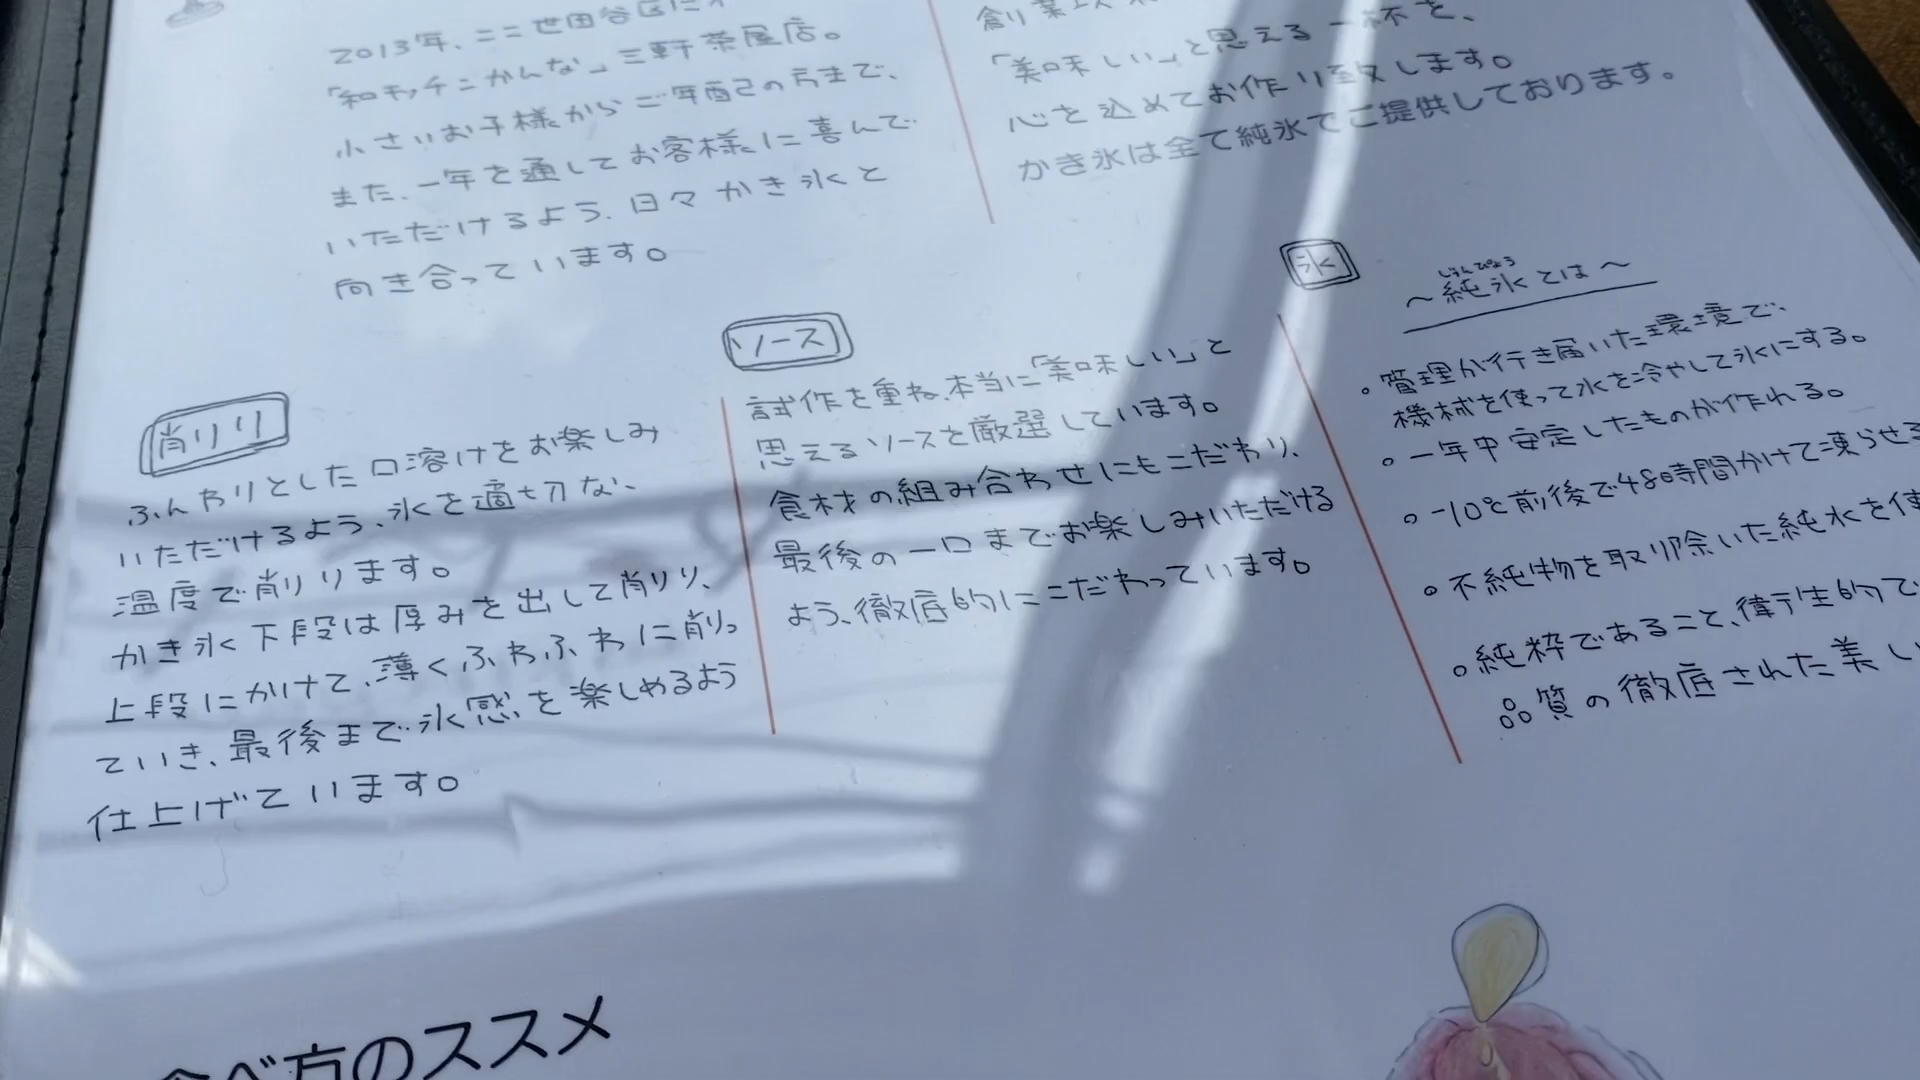 2013年、ここ世田谷区に
「和キッチンかんな」三軒茶屋店。
小さいお子様からご年配の方まで、
また、一年を通してお客様に喜んで
いただけるよう、日々かき氷と
向き合っています。
「美味しい」と思える一杯を、
心を込めてお作り致します。
かき氷は全て純氷でご提供しております。
削り
ふんわりとした口溶けをお楽しみ
いただけるよう、氷を適切な、
温度で削ります。
かき氷下段は厚みを出して削り、
上段にかけて、薄くふわふわに削っ
ていき、最後まで氷感を楽しめるよう
仕上げています。
ソース
試作を重ね、本当に「美味しい」と
思えるソースを厳選しています。
食材の組み合わせにもこだわり、
最後の一口までお楽しみいただける
よう、徹底的にこだわっています。
氷
じゅんぴょう
〜純氷とは〜
。管理が行き届いた環境で、
機械を使って水を冷やして氷にする。
。一年中安定したものが作れる。
。-10℃前後で48時間かけて凍らせる
。不純物を取り除いた純水を使
。純粋であること、衛生的で
品質の徹底された美し
食べ方のススメ